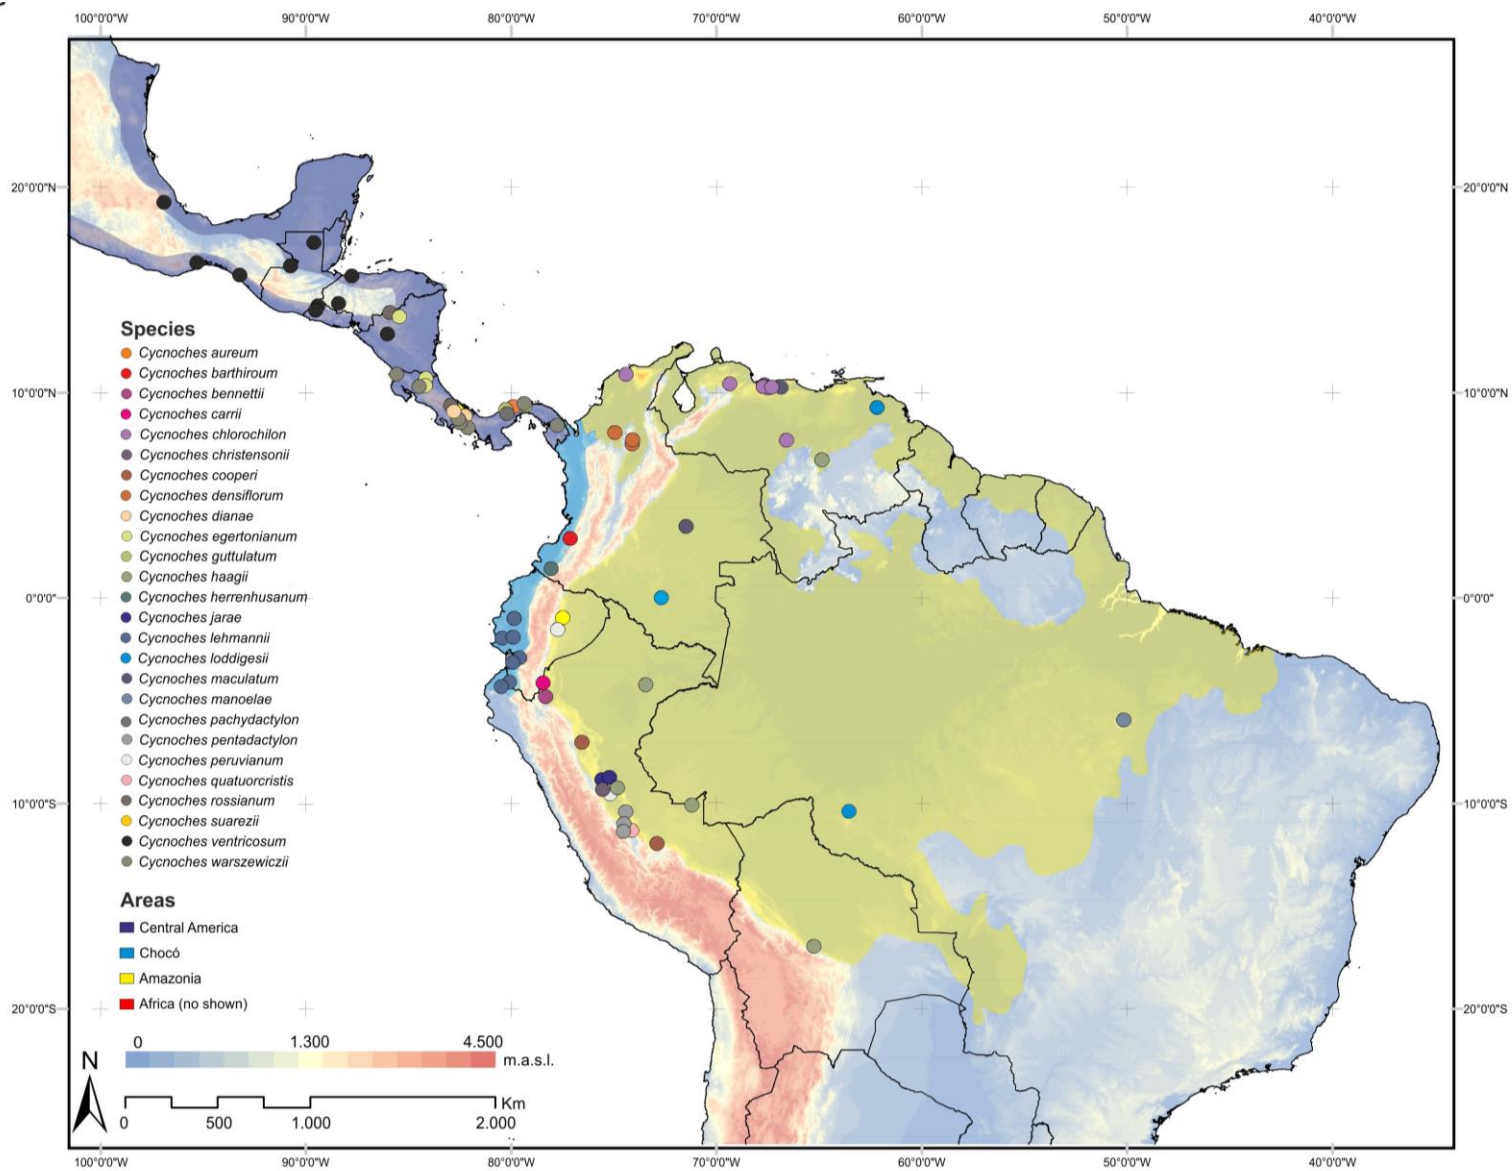 100°0'0"W 90°0'0"W 80°0'0"W 70°0'0"W 60°0'0"W 50°0'0"W 40°0'0"W
20°0'0"N 20°0'0"N
Species
Cycnoches aureum
Cycnoches barthiroum
10°0'0"N 10°0'0"N
Cycnoches bennettii
Cycnoches carrii
Cycnoches chlorochilon
Cycnoches christensonii
Cycnoches cooperi
Cycnoches densiflorum
Cycnoches dianae
Cycnoches egertonianum
Cycnoches guttulatum
Cycnoches haagii
Cycnoches herrenhusanum
0°0'0" 0°0'0"
Cycnoches jarae
Cycnoches lehmannii
Cycnoches loddigesii
Cycnoches maculatum
Cycnoches manoelae
Cycnoches pachydactylon
Cycnoches pentadactylon
Cycnoches peruvianum
Cycnoches quatuorcristis
Cycnoches rossianum
10°0'0"S 10°0'0"S
Cycnoches suarezii
Cycnoches ventricosum
Cycnoches warszewiczii
Areas
Central America
Chocó
Amazonia
Africa (no shown)
20°0'0"S 20°0'0"S
0 1.300 4.500
m.a.s.l.
N
Km
0 500 1.000 2.000
100°0'0"W 90°0'0"W 80°0'0"W 70°0'0"W 60°0'0"W 50°0'0"W 40°0'0"W